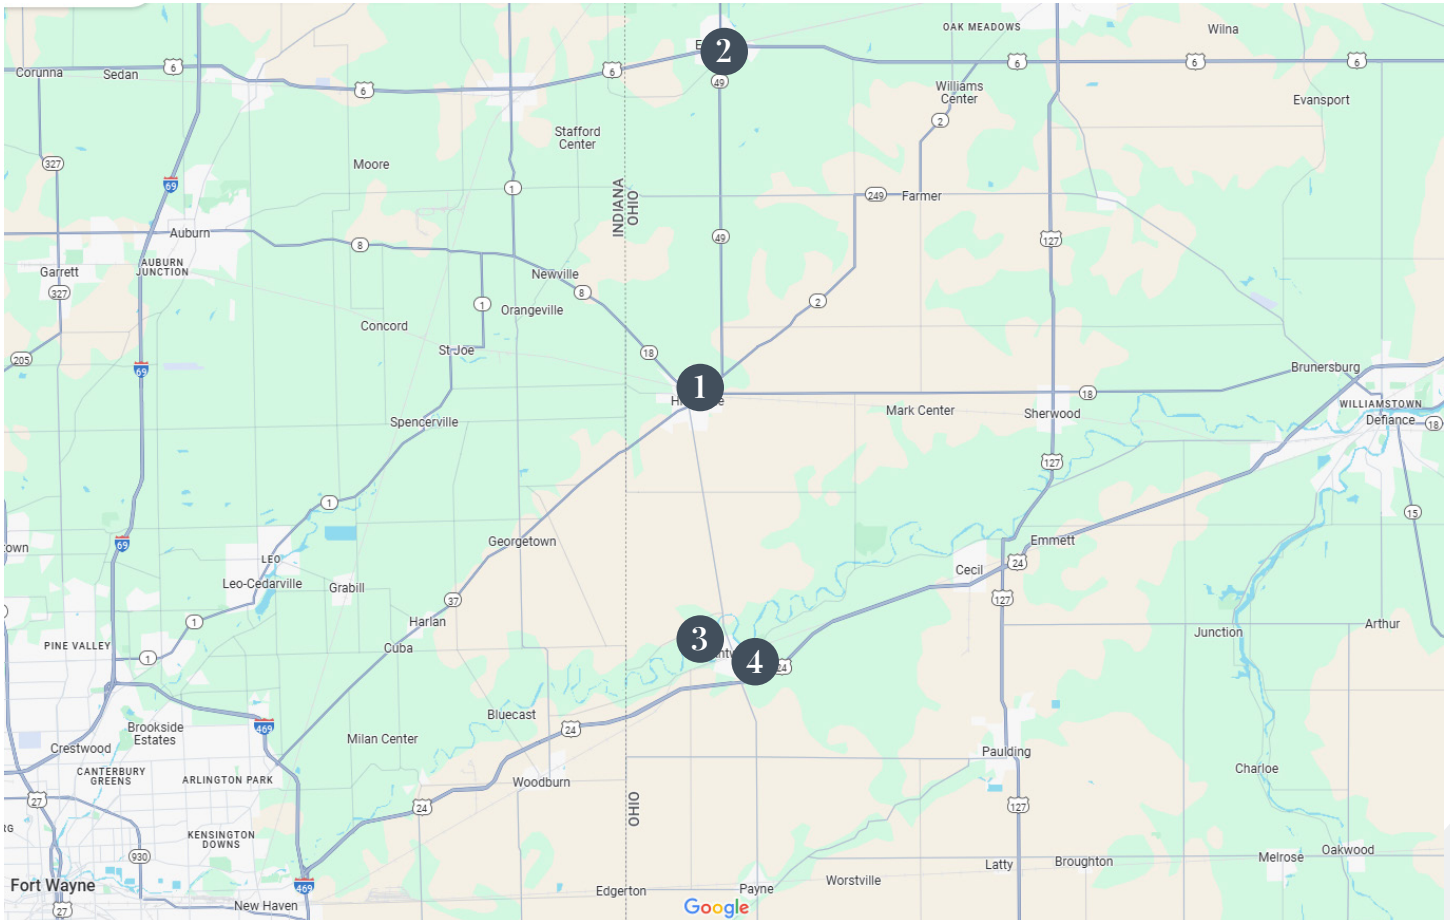 OAK MEADOWS
Wilna
2
E
6
6
6
6
6
6
Corunna
Sedan
49
Williams
Center
Evansport
Stafford
Center
2
327
Moore
69
1
INDIANA
OHIO
249
Farmer
Auburn
8
49
127
AUBURN
JUNCTION
Garrett
Newville
327
8
1
Orangeville
2
Concord
St Joe
205
18
69
Brunersburg
1
18
Hi
e
Mark Center
Sherwood
WILLIAMSTOWN
Defiance
18
Spencerville
127
1
15
69
Georgetown
Emmett
own
LEO
24
Cecil
Leo-Cedarville
Grabill
37
127
Harlan
1
Arthur
Junction
3
PINE VALLEY
Cuba
1
4
24
Bluecast
Brookside
Estates
469
24
Milan Center
Crestwood
Paulding
CANTERBURY
GREENS
ARLINGTON PARK
Woodburn
Charloe
27
24
OHIO
127
RG
KENSINGTON
DOWNS
930
Oakwood
Melrose
Latty
Broughton
Fort Wayne
469
Edgerton
Payne
Worstville
New Haven
27
Google